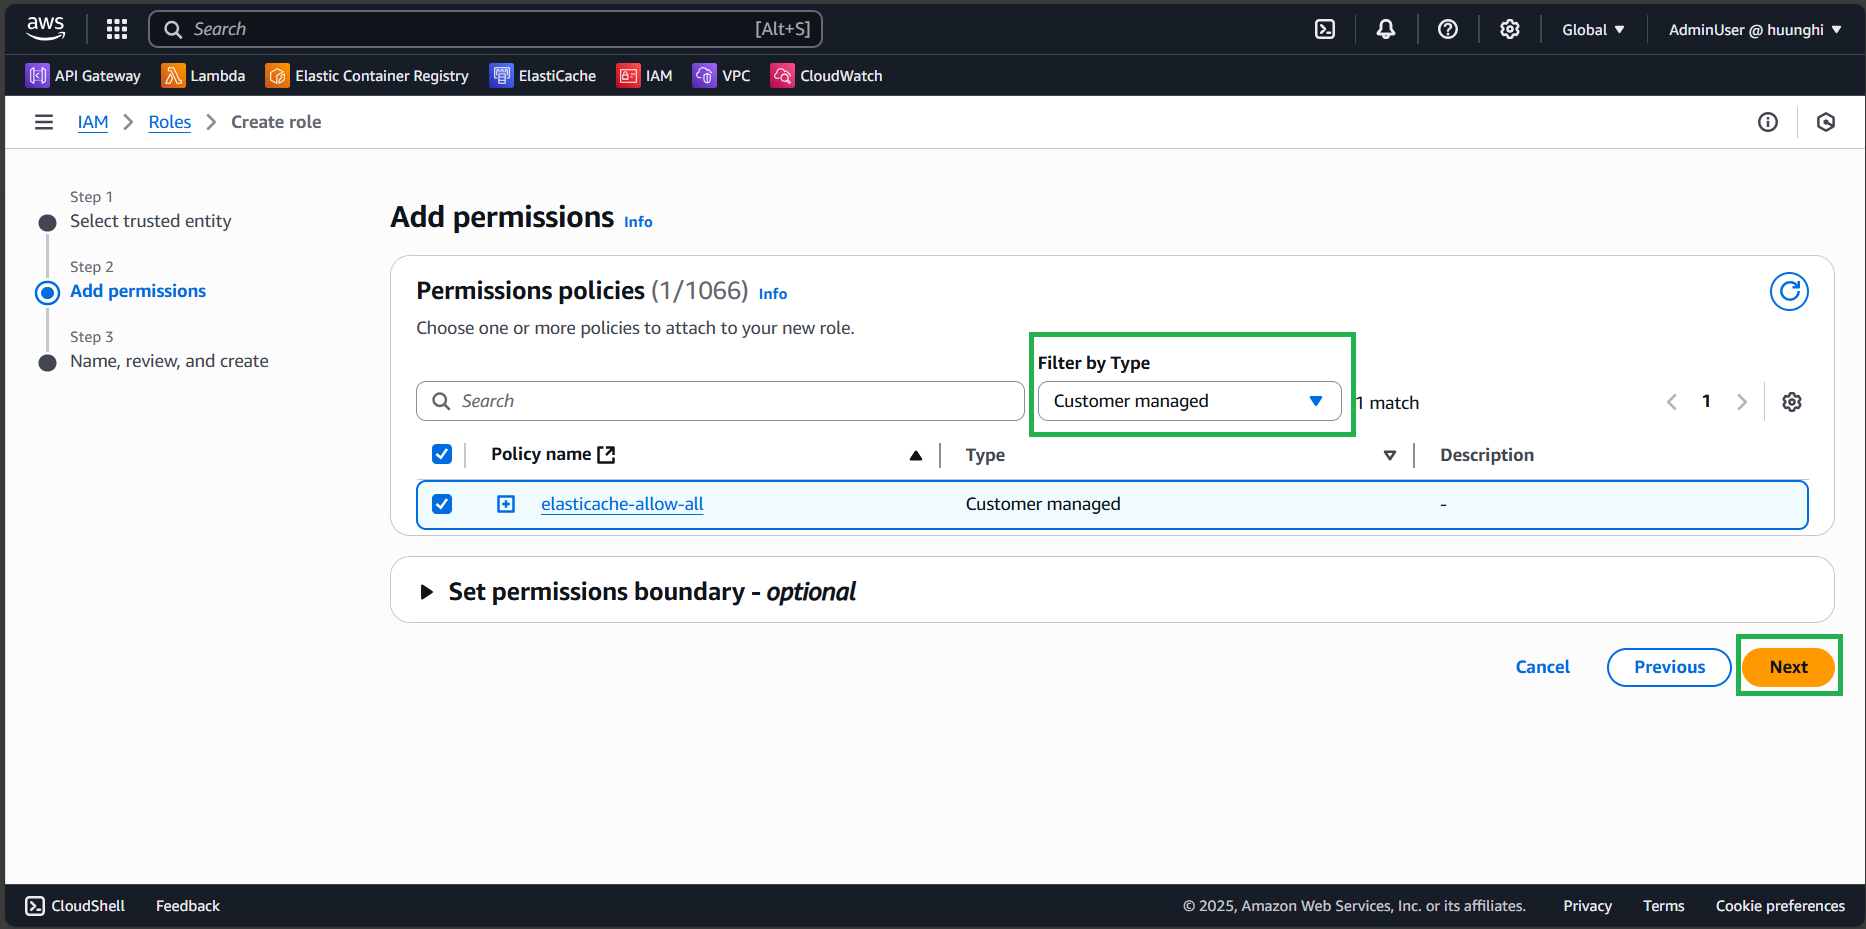 aws Search [Alt+S] Global AdminUser @ huunghi
API Gateway Lambda Elastic Container Registry ElastiCache IAM VPC CloudWatch
IAM Roles Create role
Step 1
Select trusted entity
Step 2
Add permissions
Step 3
Name, review, and create
Add permissions Info
Permissions policies (1/1066) Info
Choose one or more policies to attach to your new role.
Filter by Type
Search Customer managed 1 match 1
Policy name Type Description
elasticache-allow-all Customer managed -
Set permissions boundary - optional
Cancel Previous Next
CloudShell Feedback © 2025, Amazon Web Services, Inc. or its affiliates. Privacy Terms Cookie preferences